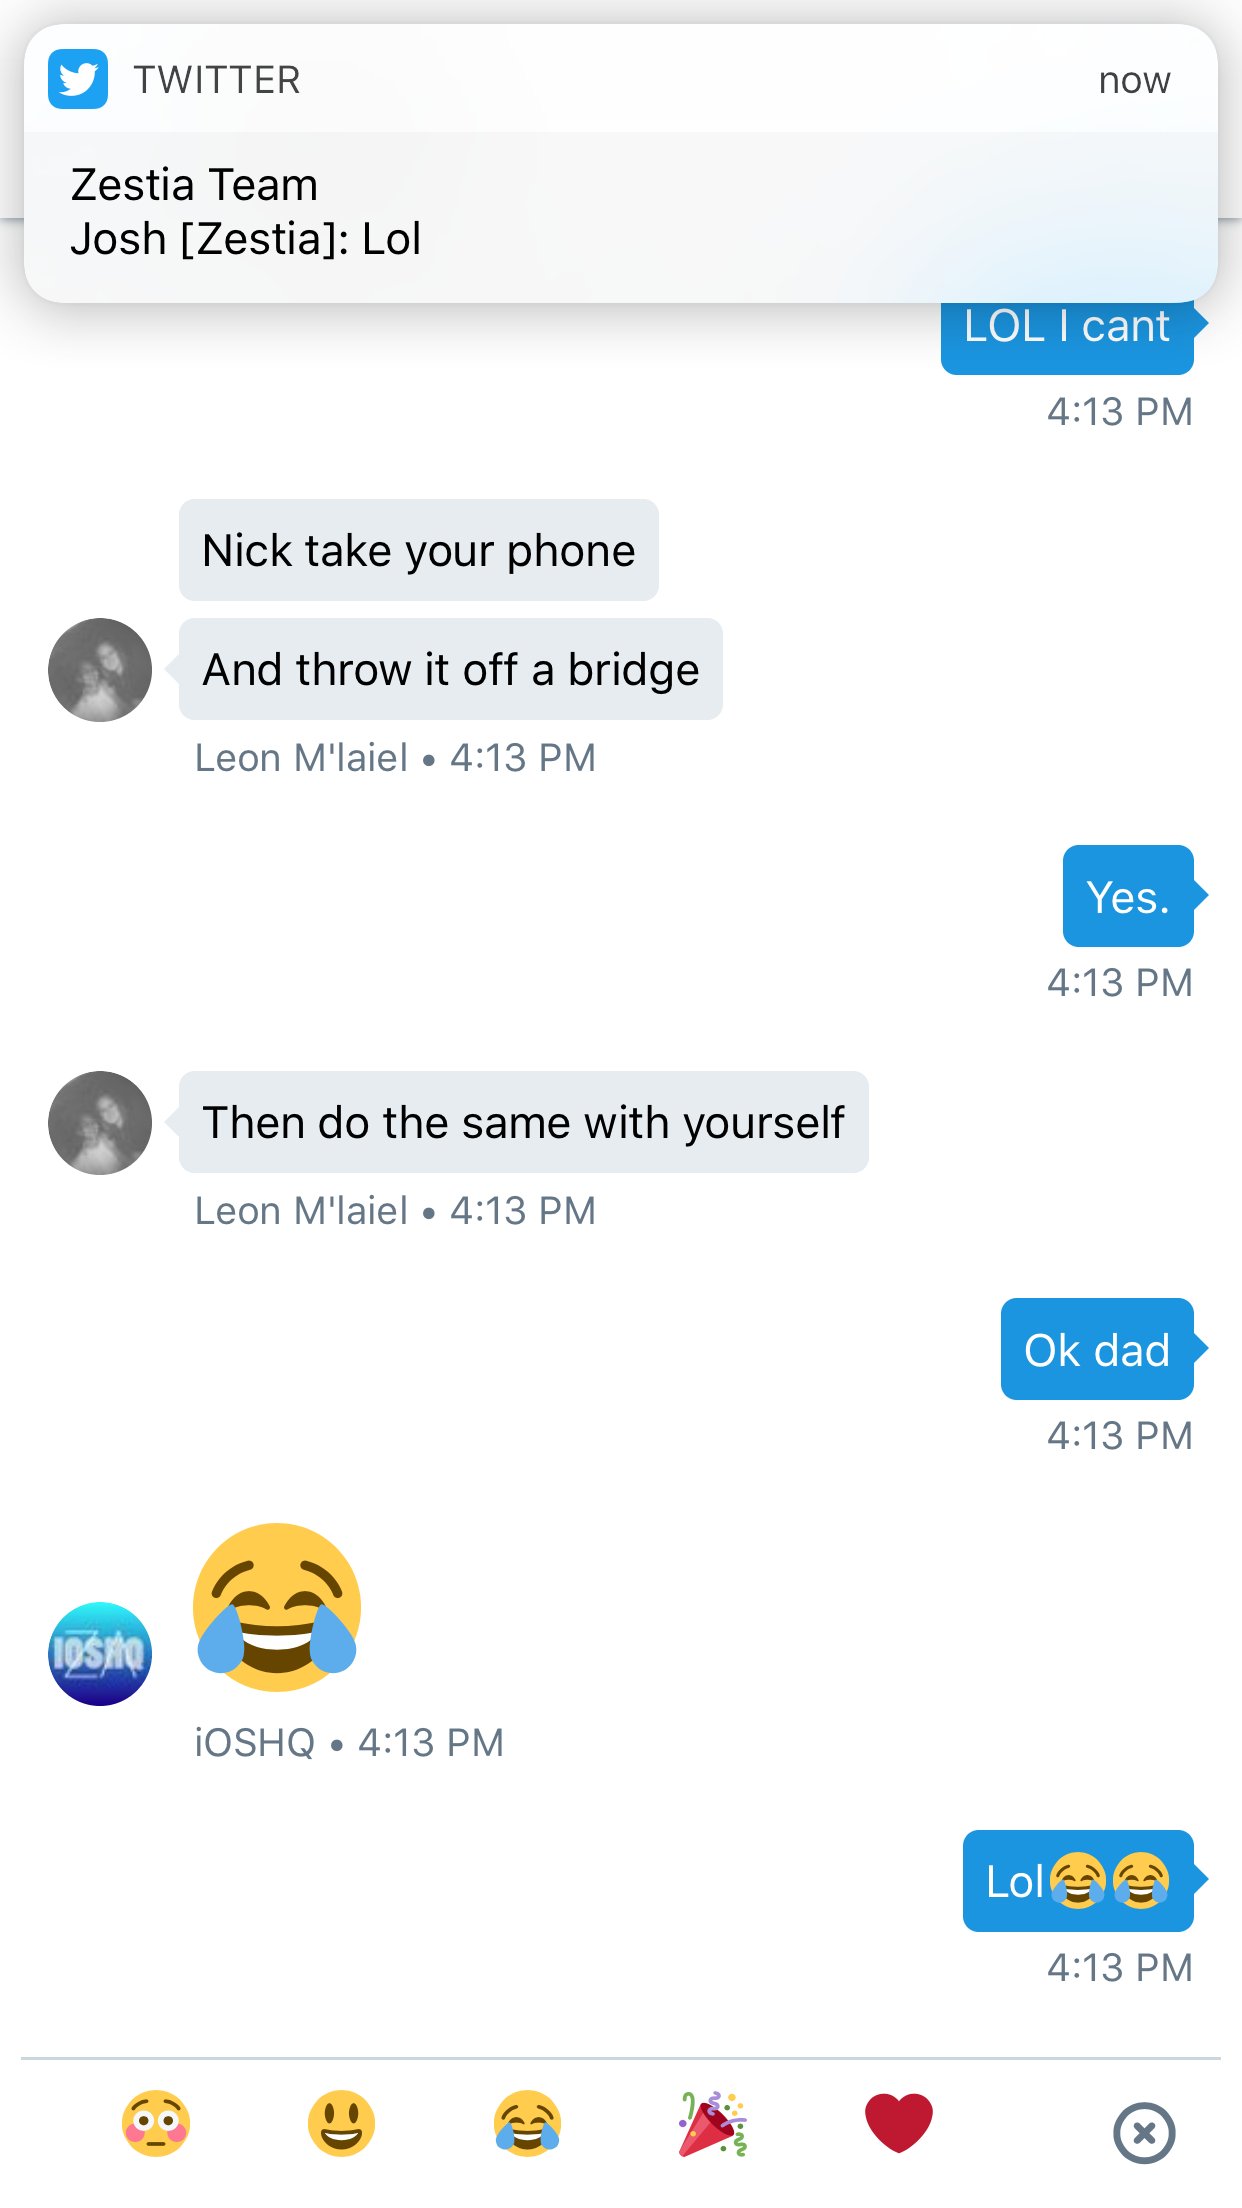 TWITTER now
Zestia Team
Josh [Zestia]: Lol
LOL I cant
4:13 PM
Nick take your phone
And throw it off a bridge
Leon M'laiel • 4:13 PM
Yes.
4:13 PM
Then do the same with yourself
Leon M'laiel • 4:13 PM
Ok dad
4:13 PM
😂
IOSHQ
iOSHQ • 4:13 PM
Lol😂😂
4:13 PM